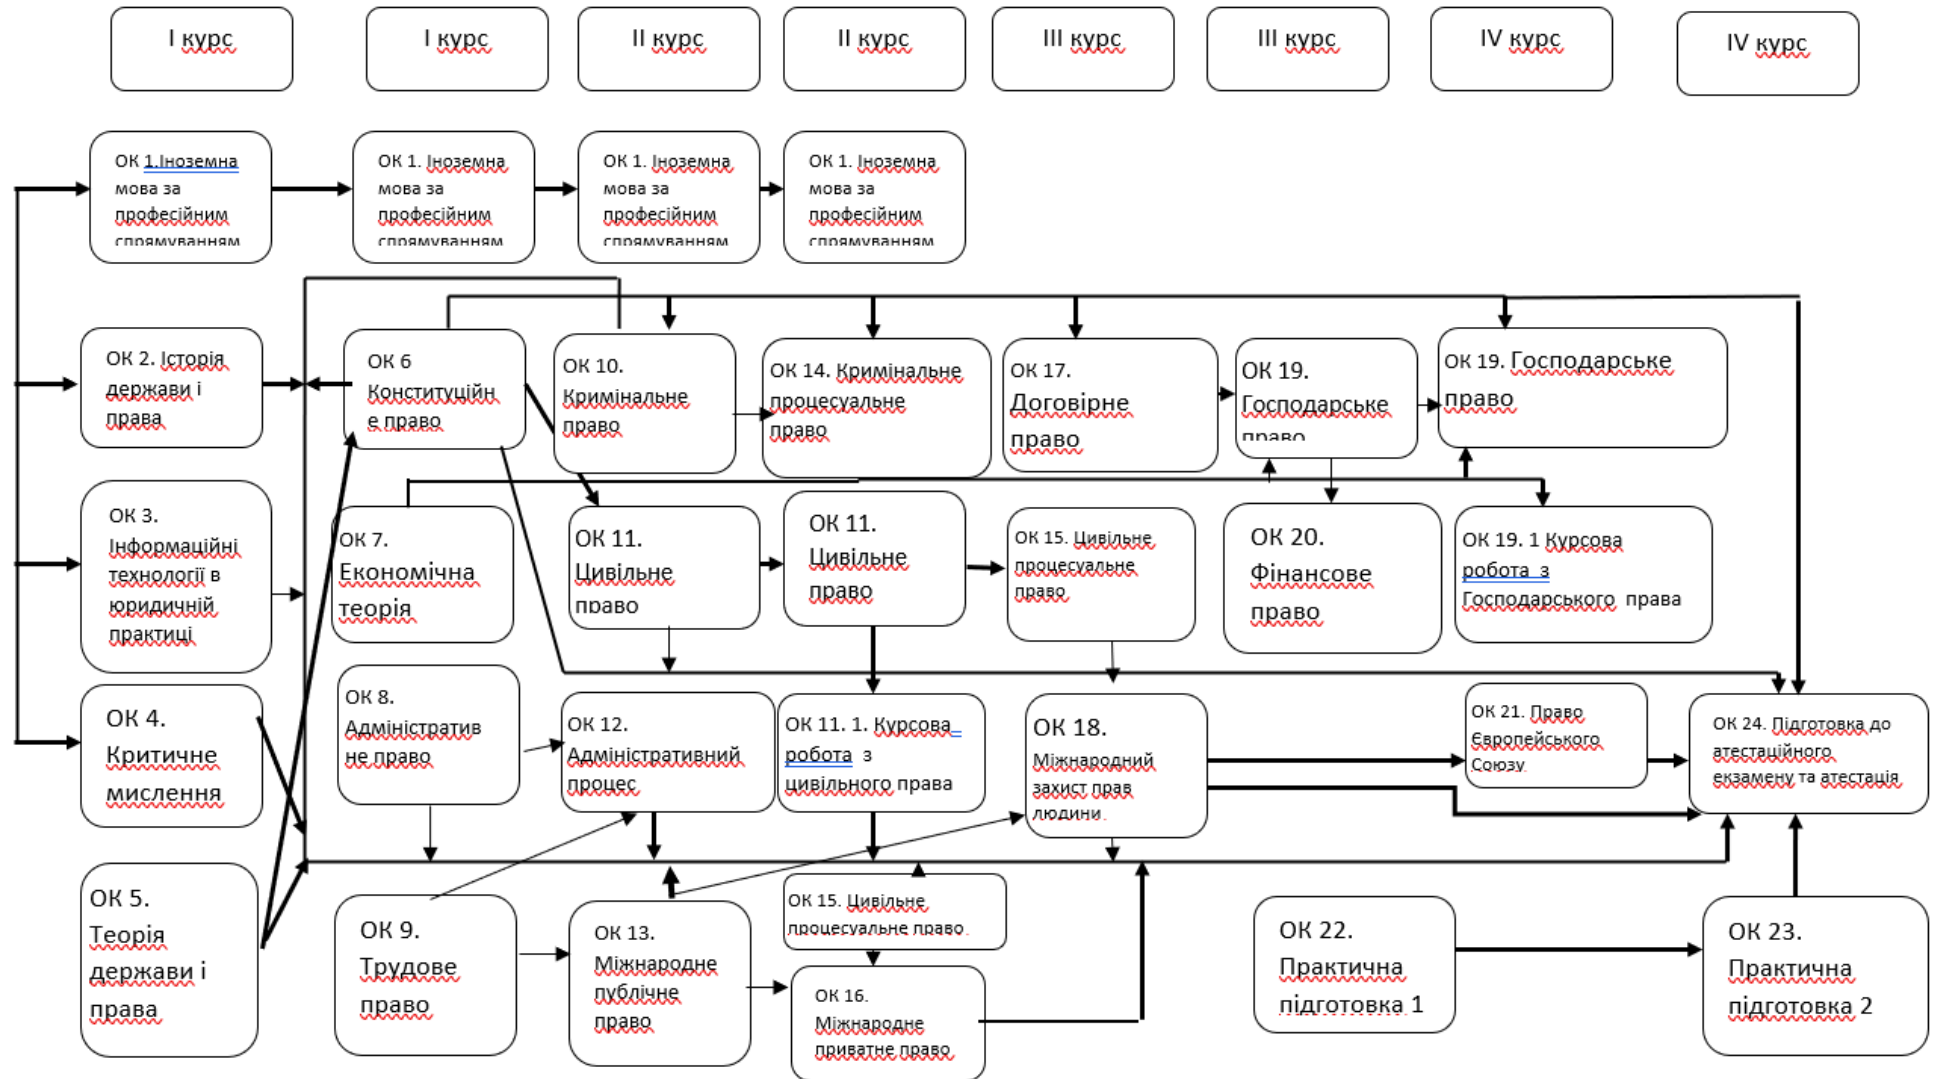 І курс
І курс
ІІ курс
ІІ курс
ІІІ курс
ІІІ курс
IV курс
IV курс
ОК 1.Іноземна
мова за
професійним
спрямуванням
ОК 1. Іноземна
мова за
професійним
спрямуванням
ОК 1. Іноземна
мова за
професійним
спрямуванням
ОК 1. Іноземна
мова за
професійним
спрямуванням
ОК 2. Історія
держави і
права
ОК 6
Конституційн
е право
ОК 10.
Кримінальне
право
ОК 14. Кримінальне
процесуальне
право
ОК 17.
Договірне
право
ОК 19.
Господарське
право
ОК 19. Господарське
право
ОК 3.
Інформаційні
технології в
юридичній
практиці
ОК 7.
Економічна
теорія
ОК 11.
Цивільне
право
ОК 11.
Цивільне
право
ОК 15. Цивільне
процесуальне
право
ОК 20.
Фінансове
право
ОК 19. 1 Курсова
робота з
Господарського права
ОК 4.
Критичне
мислення
ОК 8.
Адміністратив
не право
ОК 12.
Адміністративний
процес
ОК 11. 1. Курсова
робота з
цивільного права
ОК 18.
Міжнародний
захист прав
людини
ОК 21. Право
Європейського
Союзу
ОК 24. Підготовка до
атестаційного
екзамену та атестація
ОК 5.
Теорія
держави і
права
ОК 9.
Трудове
право
ОК 13.
Міжнародне
публічне
право
ОК 15. Цивільне
процесуальне право
ОК 16.
Міжнародне
приватне право
ОК 22.
Практична
підготовка 1
ОК 23.
Практична
підготовка 2